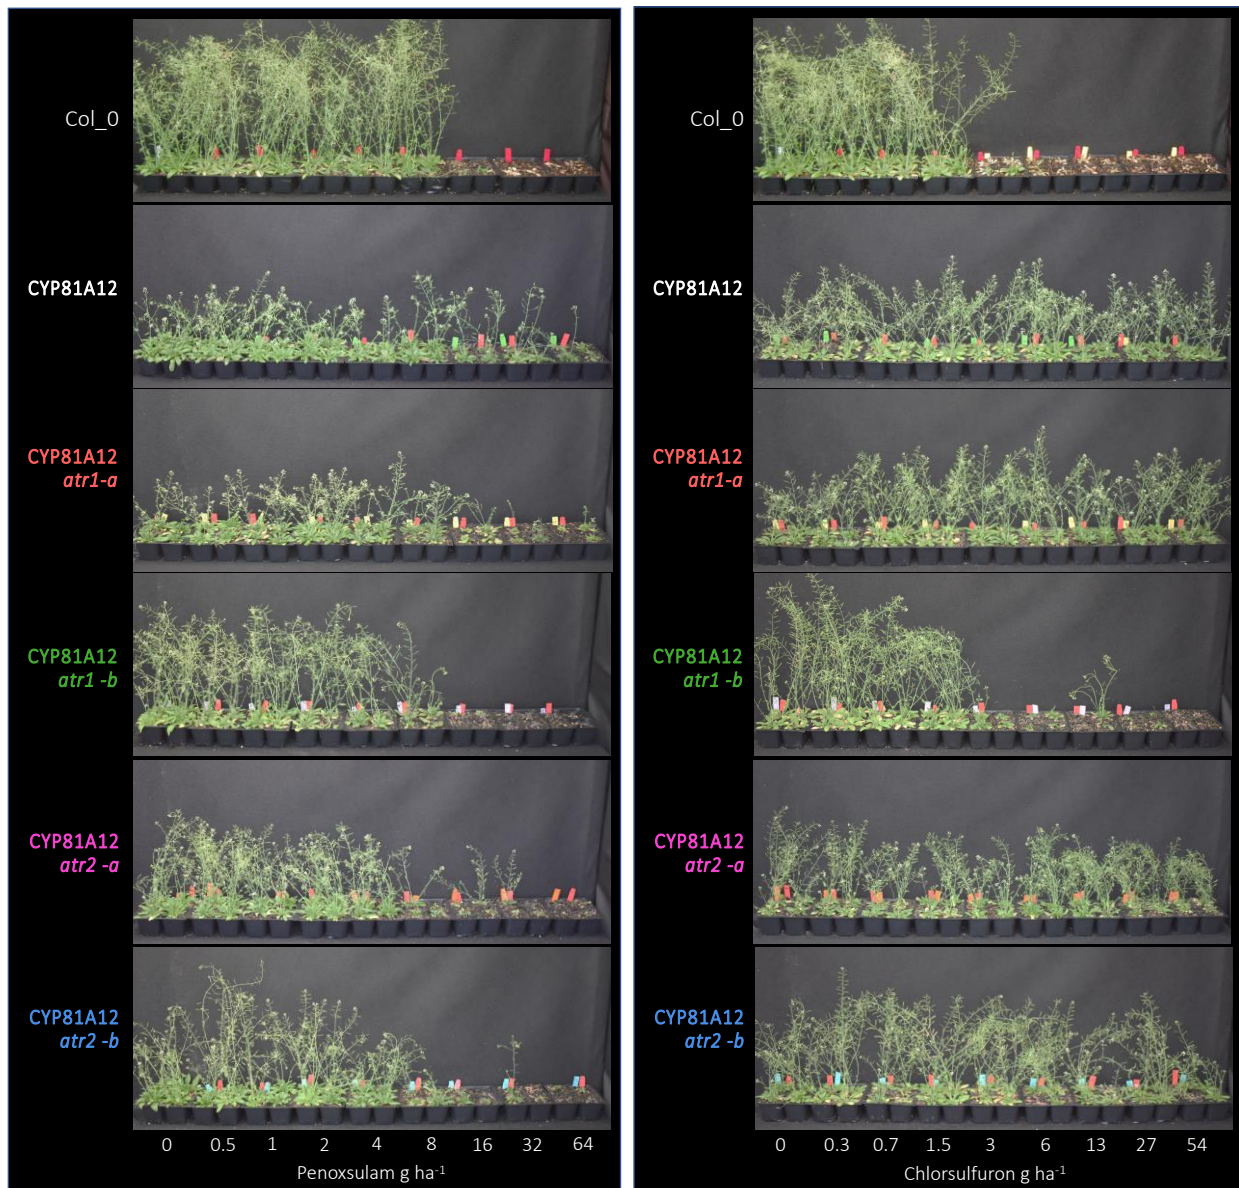 Col_0
CYP81A12
CYP81A12
atr1-a
CYP81A12
atr1 -b
CYP81A12
atr2 -a
CYP81A12
atr2 -b
0 0.5 1 2 4 8 16 32 64
Penoxsulam g ha-1
Col_0
CYP81A12
CYP81A12
atr1-a
CYP81A12
atr1 -b
CYP81A12
atr2 -a
CYP81A12
atr2 -b
0 0.3 0.7 1.5 3 6 13 27 54
Chlorsulfuron g ha-1